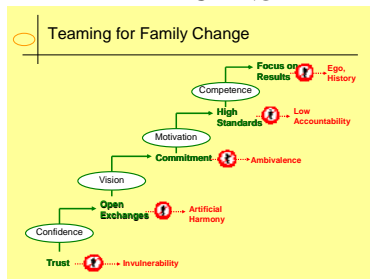 Teaming for Family Change
Focus on
Results
Ego,
History
Competence
High
Standards
Low
Accountability
Motivation
Commitment
Ambivalence
Vision
Open
Exchanges
Artificial
Harmony
Confidence
Trust
Invulnerability